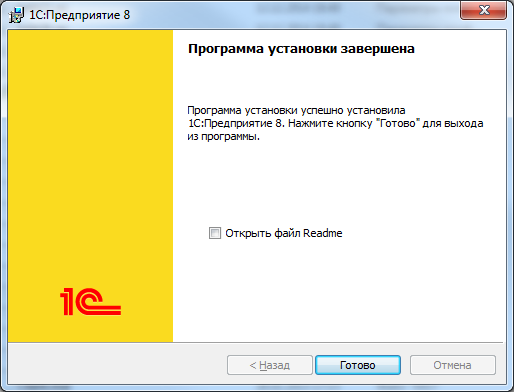 1С:Предприятие 8
Программа установки завершена
Программа установки успешно установила
1С:Предприятие 8. Нажмите кнопку "Готово" для выхода
из программы.
Открыть файл Readme
1С
< Назад
Готово
Отмена